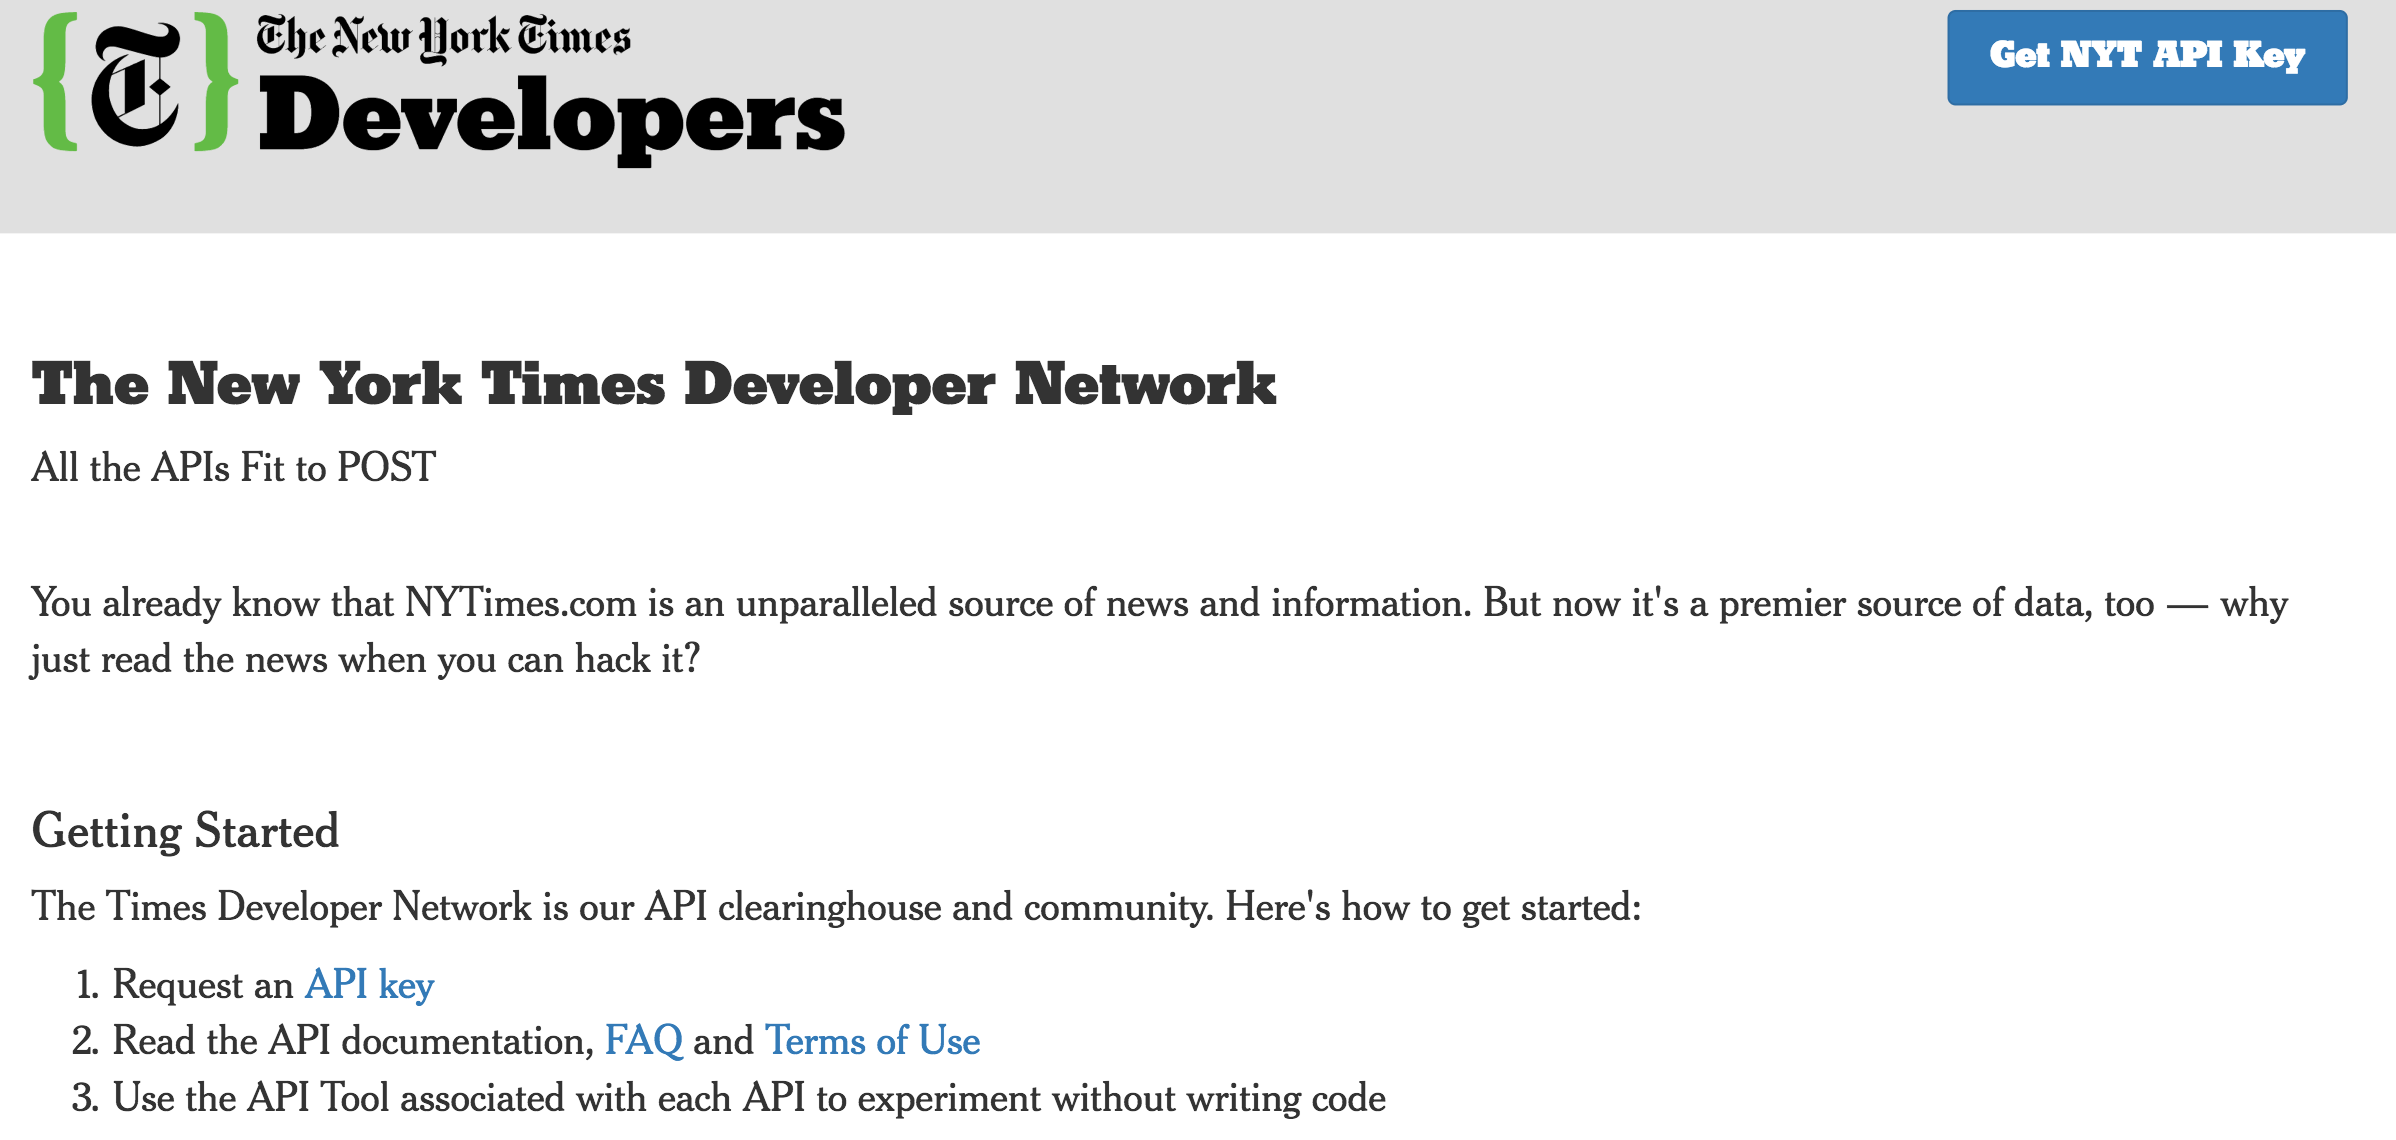 {T} The New York Times
Developers
Get NYT API Key
The New York Times Developer Network
All the APIs Fit to POST
You already know that NYTimes.com is an unparalleled source of news and information. But now it's a premier source of data, too — why
just read the news when you can hack it?
Getting Started
The Times Developer Network is our API clearinghouse and community. Here's how to get started:
1. Request an API key
2. Read the API documentation, FAQ and Terms of Use
3. Use the API Tool associated with each API to experiment without writing code